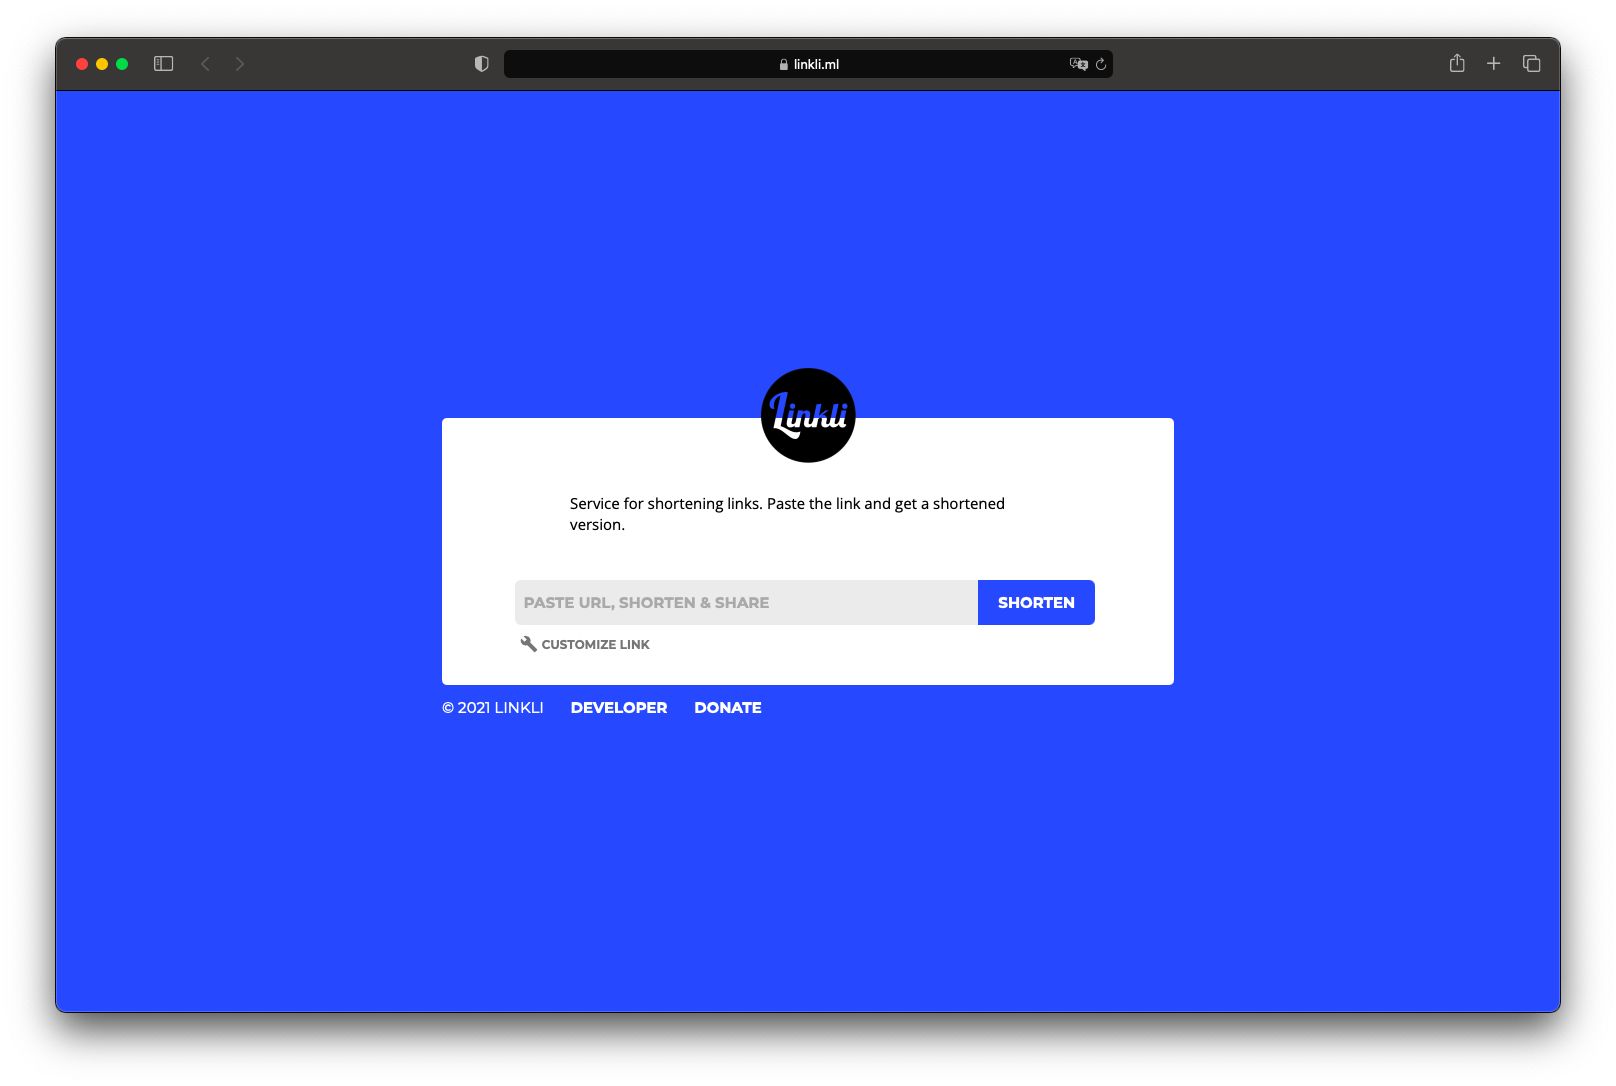 linkli.ml
Linkli
Service for shortening links. Paste the link and get a shortened
version.
PASTE URL, SHORTEN & SHARE
SHORTEN
CUSTOMIZE LINK
© 2021 LINKLI DEVELOPER DONATE